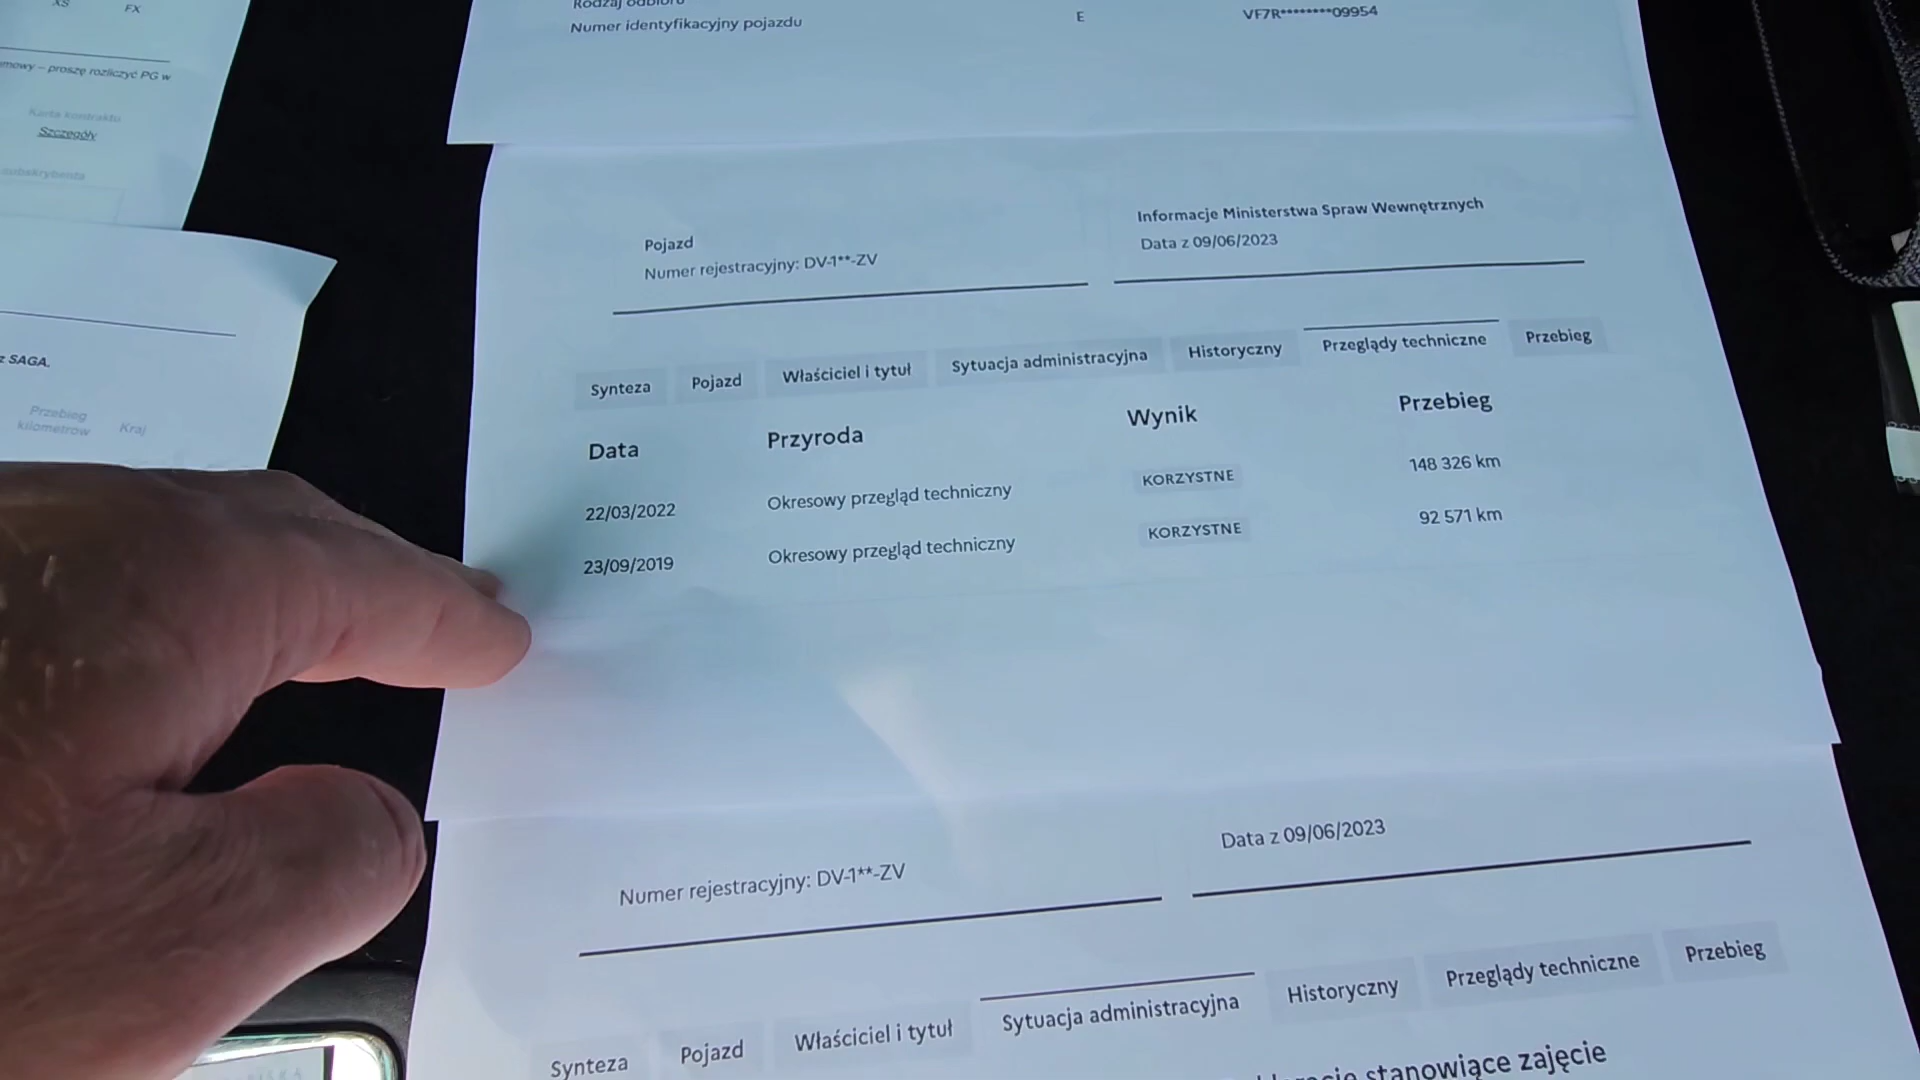 XS
FX
proszę rozliczyć PG w
Karta kontraktu
Szczegóły
subskrybenta
z SAGA.
Przebieg
kilometrów
Kraj
Rodzaj odbioru
Numer identyfikacyjny pojazdu
E
VF7R********09954
Pojazd
Numer rejestracyjny: DV-1**-ZV
Informacje Ministerstwa Spraw Wewnętrznych
Data z 09/06/2023
Synteza Pojazd Właściciel i tytuł Sytuacja administracyjna Historyczny Przeglądy techniczne Przebieg
Data Przyroda Wynik Przebieg
22/03/2022 Okresowy przegląd techniczny KORZYSTNE 148 326 km
23/09/2019 Okresowy przegląd techniczny KORZYSTNE 92 571 km
Numer rejestracyjny: DV-1**-ZV
Data z 09/06/2023
Synteza Pojazd Właściciel i tytuł Sytuacja administracyjna Historyczny Przeglądy techniczne Przebieg
stanowiące zajęcie